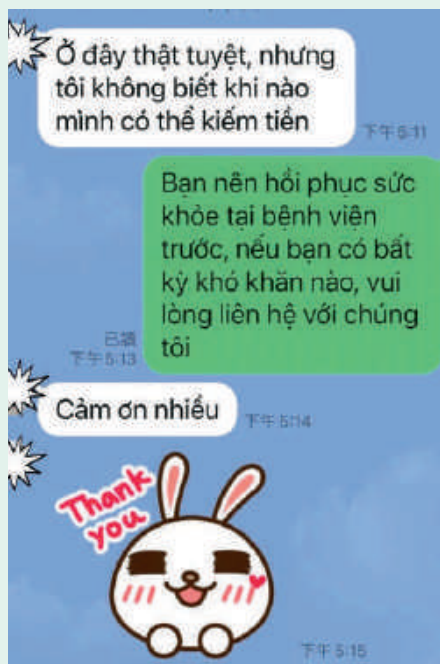 Ở đây thật tuyệt, nhưng
tôi không biết khi nào
mình có thể kiếm tiền
下午 5:11
Bạn nên hồi phục sức
khỏe tại bệnh viện
trước, nếu bạn có bất
kỳ khó khăn nào, vui
lòng liên hệ với chúng
tôi
已讀
下午 5:13
Cảm ơn nhiều
下午 5:14
Thank
you
下午 5:15